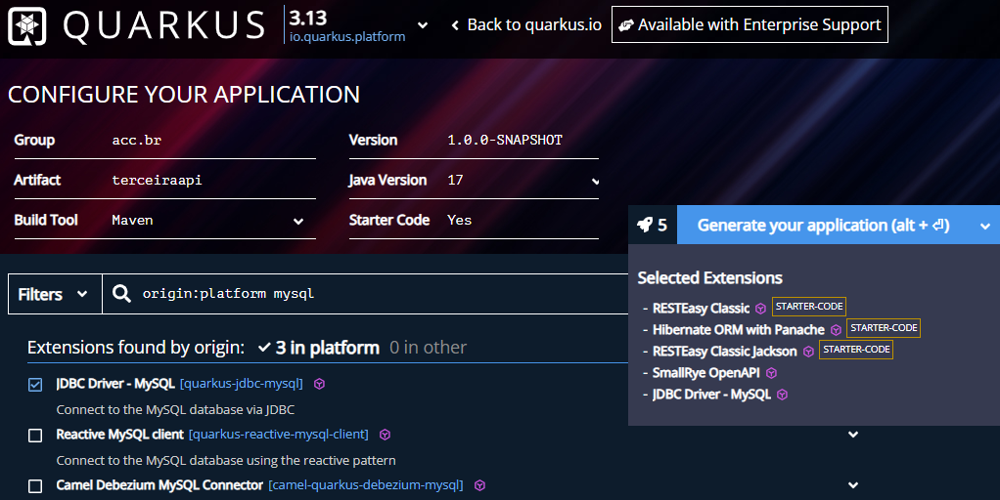 QUARKUS 3.13 io.quarkus.platform Back to quarkus.io Available with Enterprise Support
CONFIGURE YOUR APPLICATION
Group acc.br Version 1.0.0-SNAPSHOT
Artifact terceiraapi Java Version 17
Build Tool Maven Starter Code Yes
5 Generate your application (alt + ⏎)
Selected Extensions
- RESTEasy Classic STARTER-CODE
- Hibernate ORM with Panache STARTER-CODE
- RESTEasy Classic Jackson STARTER-CODE
- SmallRye OpenAPI
- JDBC Driver - MySQL
Filters origin:platform mysql
Extensions found by origin: 3 in platform 0 in other
JDBC Driver - MySQL [quarkus-jdbc-mysql]
Connect to the MySQL database via JDBC
Reactive MySQL client [quarkus-reactive-mysql-client]
Connect to the MySQL database using the reactive pattern
Camel Debezium MySQL Connector [camel-quarkus-debezium-mysql]